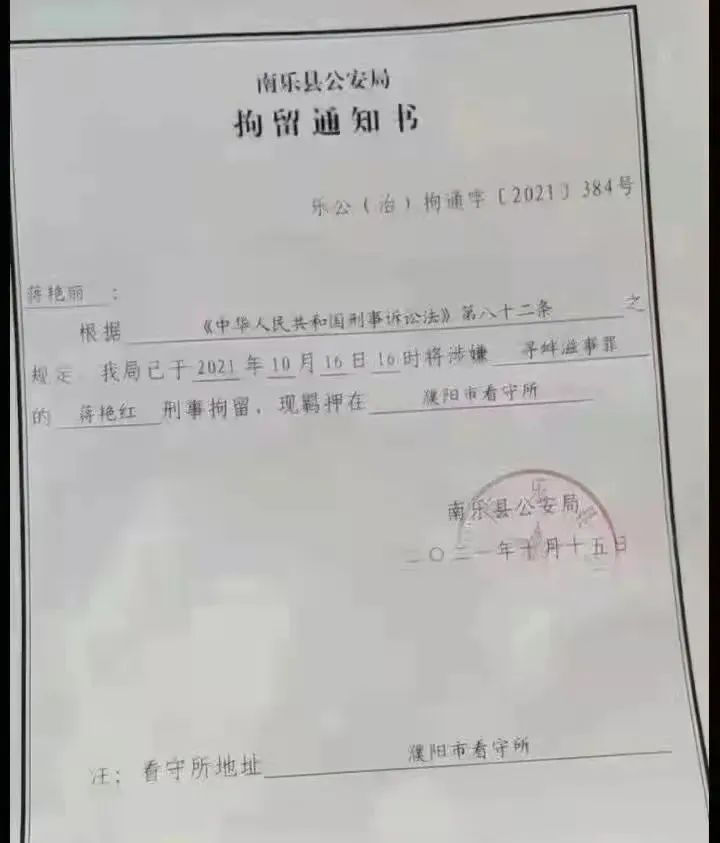 南乐县公安局
拘留通知书
乐公（治）拘通字〔2021〕384号
蒋艳丽：
根据《中华人民共和国刑事诉讼法》第八十二条之
规定，我局已于2021年10月16日16时将涉嫌寻衅滋事罪
的蒋艳红刑事拘留，现羁押在濮阳市看守所
南乐县公安局
二〇二一年十月十五日
注：看守所地址濮阳市看守所